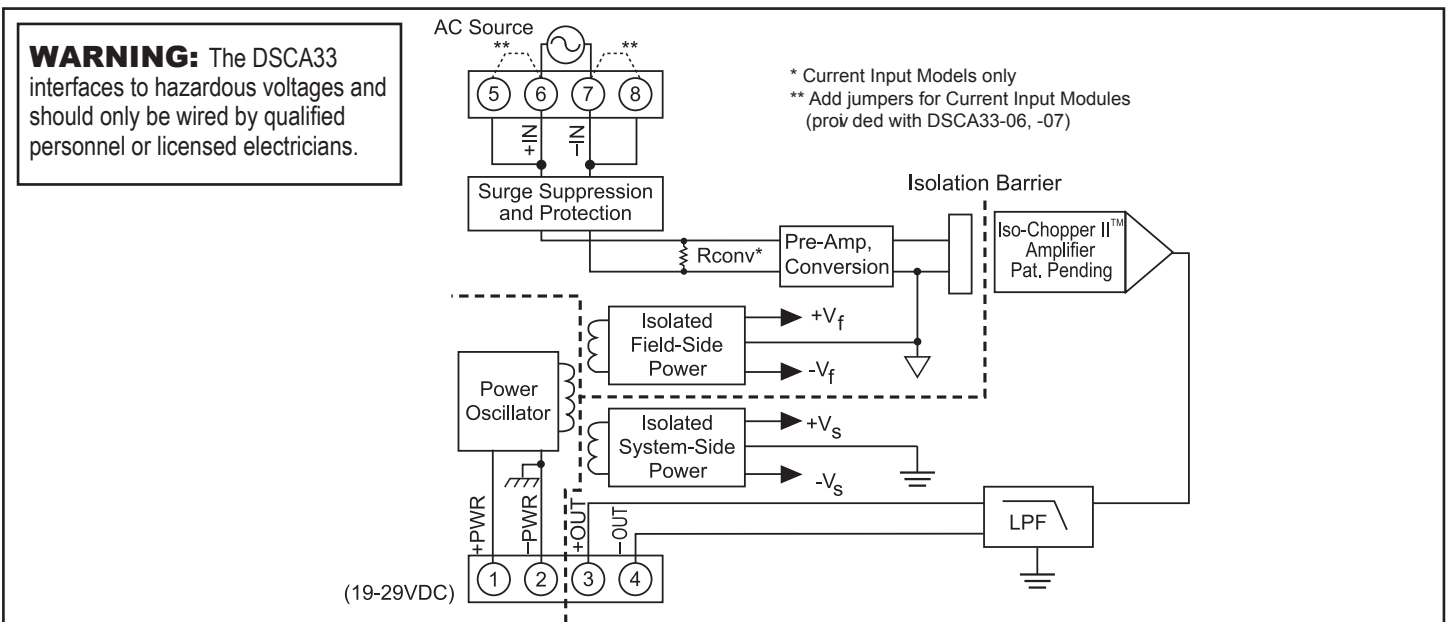 WARNING: The DSCA33
interfaces to hazardous voltages and
should only be wired by qualified
personnel or licensed electricians.
AC Source
** **
5 6 7 8
* Current Input Models only
** Add jumpers for Current Input Modules
(provided with DSCA33-06, -07)
+IN
–IN
Surge Suppression
and Protection
Isolation Barrier
Rconv*
Pre-Amp,
Conversion
Iso-Chopper II™
Amplifier
Pat. Pending
Isolated
Field-Side
Power
+Vf
-Vf
Power
Oscillator
Isolated
System-Side
Power
+Vs
-Vs
+PWR
–PWR
+OUT
–OUT
LPF
(19-29VDC)
1 2 3 4